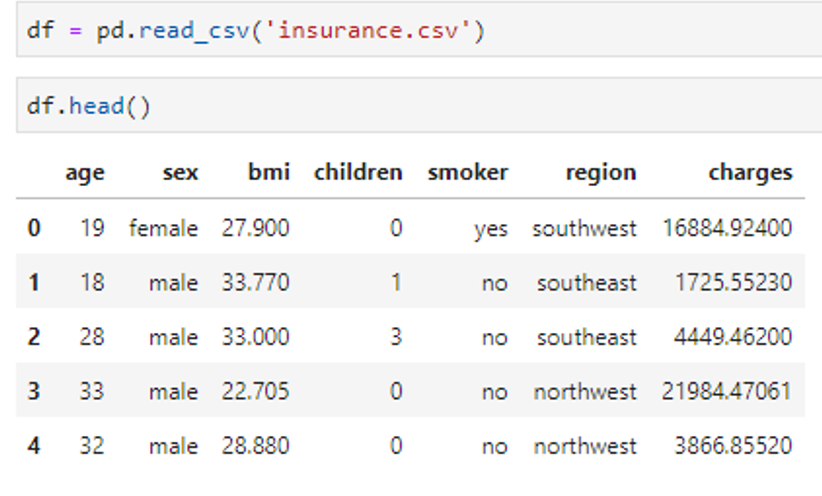 df = pd.read_csv('insurance.csv')
df.head()
age sex bmi children smoker region charges
0 19 female 27.900 0 yes southwest 16884.92400
1 18 male 33.770 1 no southeast 1725.55230
2 28 male 33.000 3 no southeast 4449.46200
3 33 male 22.705 0 no northwest 21984.47061
4 32 male 28.880 0 no northwest 3866.85520